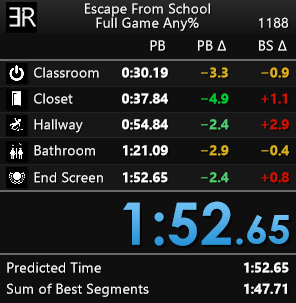 ЗR
Escape From School
Full Game Any%
1188
PB PB Δ BS Δ
Classroom 0:30.19 −3.3 −0.9
Closet 0:37.84 −4.9 +1.1
Hallway 0:54.84 −2.4 +2.9
Bathroom 1:21.09 −2.9 −0.4
End Screen 1:52.65 −2.4 +0.8
1:52.65
Predicted Time 1:52.65
Sum of Best Segments 1:47.71